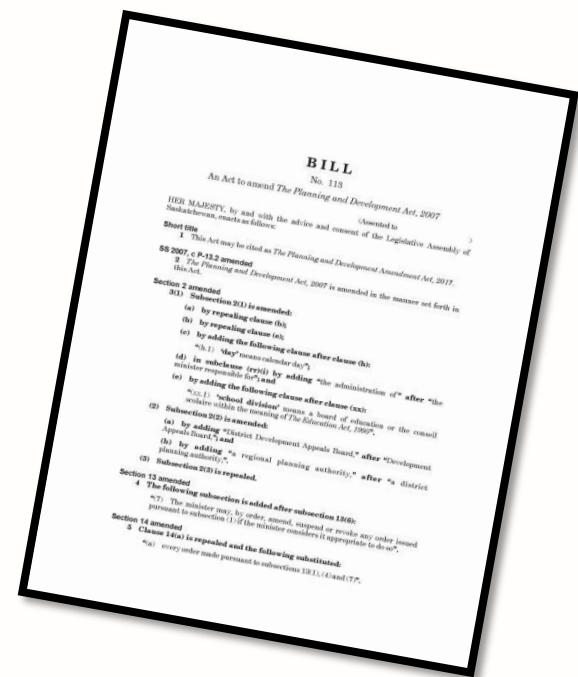 BILL
No. 113
An Act to amend The Planning and Development Act, 2007
(Assented to )
HER MAJESTY, by and with the advice and consent of the Legislative Assembly of
Saskatchewan, enacts as follows:
Short title
1 This Act may be cited as The Planning and Development Amendment Act, 2017.
SS 2007, c P-13.2 amended
2 The Planning and Development Act, 2007 is amended in the manner set forth in
this Act.
Section 2 amended
3(1) Subsection 2(1) is amended:
(a) by repealing clause (b);
(b) by repealing clause (e);
(c) by adding the following clause after clause (h):
“(h.1) ‘day’ means calendar day”;
(d) in subclause (rr)(i) by adding “the administration of” after “the
minister responsible for”; and
(e) by adding the following clause after clause (xx):
“(xx.1) ‘school division’ means a board of education or the conseil
scolaire within the meaning of The Education Act, 1995”.
(2) Subsection 2(2) is amended:
(a) by adding “District Development Appeals Board,” after “Development
Appeals Board,”; and
(b) by adding “a regional planning authority,” after “a district
planning authority,”.
(3) Subsection 2(3) is repealed.
Section 13 amended
4 The following subsection is added after subsection 13(6):
“(7) The minister may, by order, amend, suspend or revoke any order issued
pursuant to subsection (1) if the minister considers it appropriate to do so”.
Section 14 amended
5 Clause 14(a) is repealed and the following substituted:
“(a) every order made pursuant to subsections 13(1), (4) and (7)”.